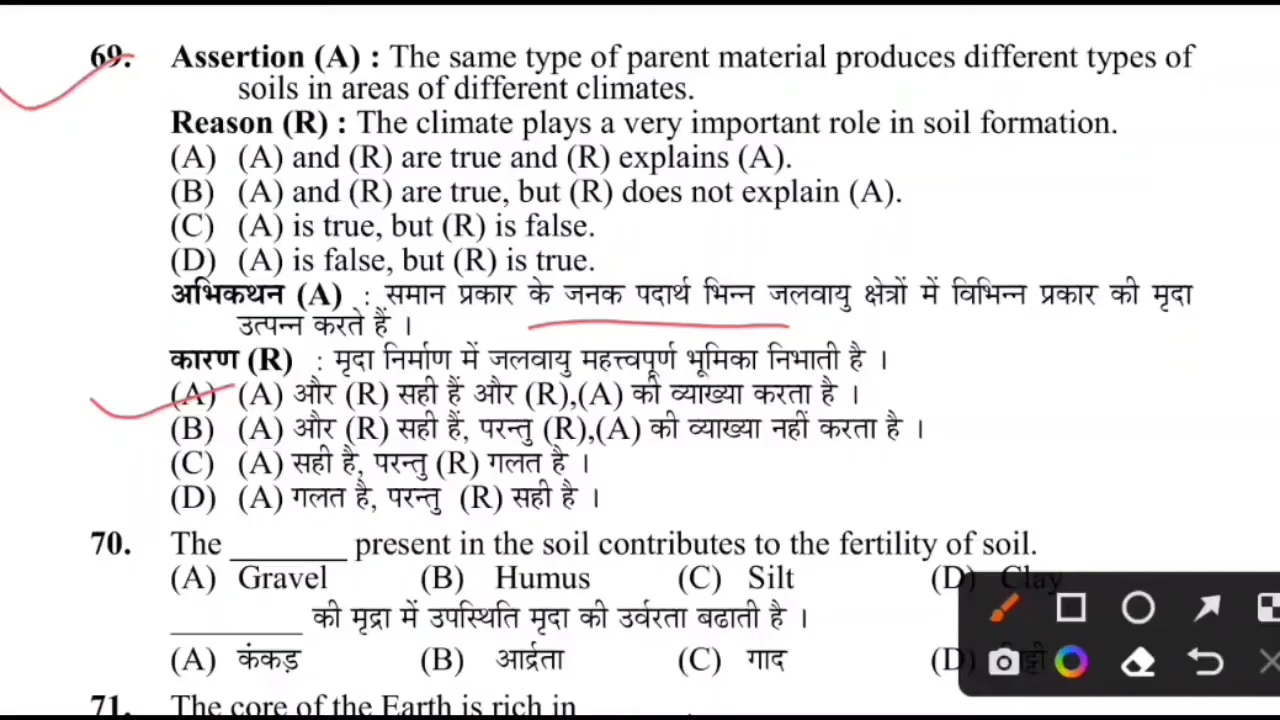 69. Assertion (A) : The same type of parent material produces different types of
soils in areas of different climates.
Reason (R) : The climate plays a very important role in soil formation.
(A) (A) and (R) are true and (R) explains (A).
(B) (A) and (R) are true, but (R) does not explain (A).
(C) (A) is true, but (R) is false.
(D) (A) is false, but (R) is true.
अभिकथन (A) : समान प्रकार के जनक पदार्थ भिन्न जलवायु क्षेत्रों में विभिन्न प्रकार की मृदा
उत्पन्न करते हैं ।
कारण (R) : मृदा निर्माण में जलवायु महत्त्वपूर्ण भूमिका निभाती है ।
(A) (A) और (R) सही हैं और (R),(A) की व्याख्या करता है ।
(B) (A) और (R) सही हैं, परन्तु (R),(A) की व्याख्या नहीं करता है ।
(C) (A) सही है, परन्तु (R) गलत है ।
(D) (A) गलत है, परन्तु (R) सही है ।
70. The _______ present in the soil contributes to the fertility of soil.
(A) Gravel (B) Humus (C) Silt (D) Clay
________ की मृद्रा में उपस्थिति मृदा की उर्वरता बढाती है ।
(A) कंकड़ (B) आर्द्रता (C) गाद (D)
71. The core of the Earth is rich in _______.